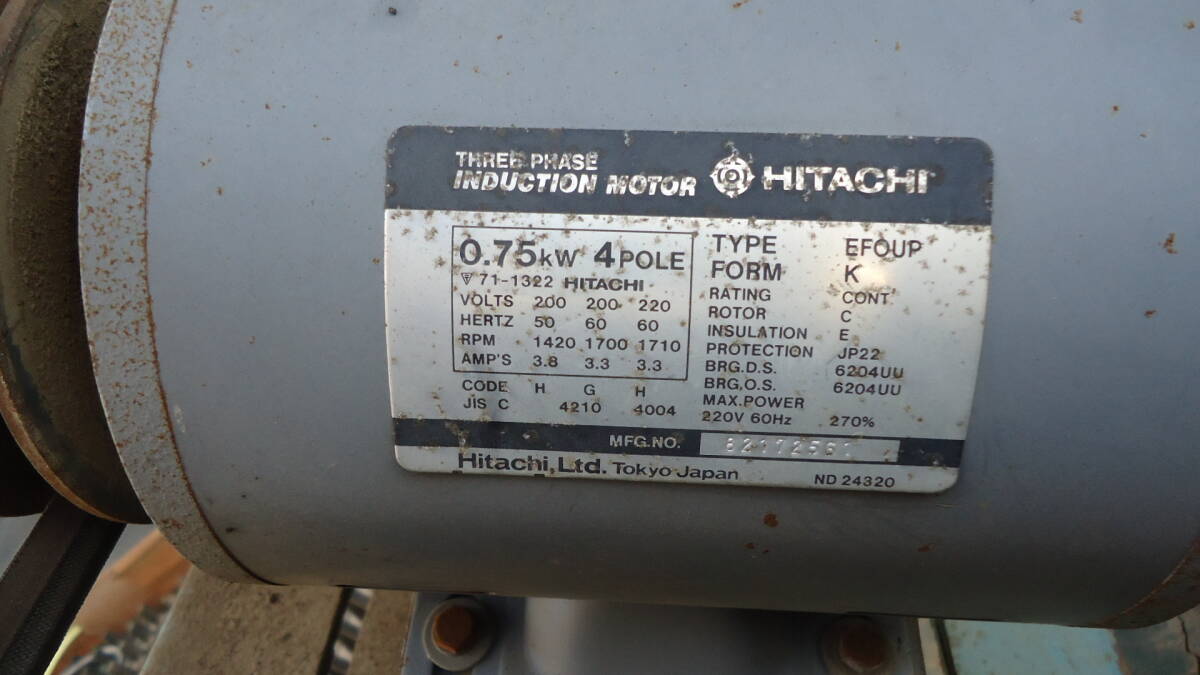 THREE PHASE
INDUCTION MOTOR HITACHI
0.75kW 4POLE
71-1322 HITACHI
VOLTS 200 200 220
HERTZ 50 60 60
RPM 1420 1700 1710
AMP'S 3.8 3.3 3.3
CODE H G H
JIS C 4210 4004
TYPE EFOUP
FORM K
RATING CONT.
ROTOR C
INSULATION E
PROTECTION JP22
BRG.D.S. 6204UU
BRG.O.S. 6204UU
MAX.POWER
220V 60Hz 270%
MFG.NO.
Hitachi, Ltd. Tokyo Japan ND 24320